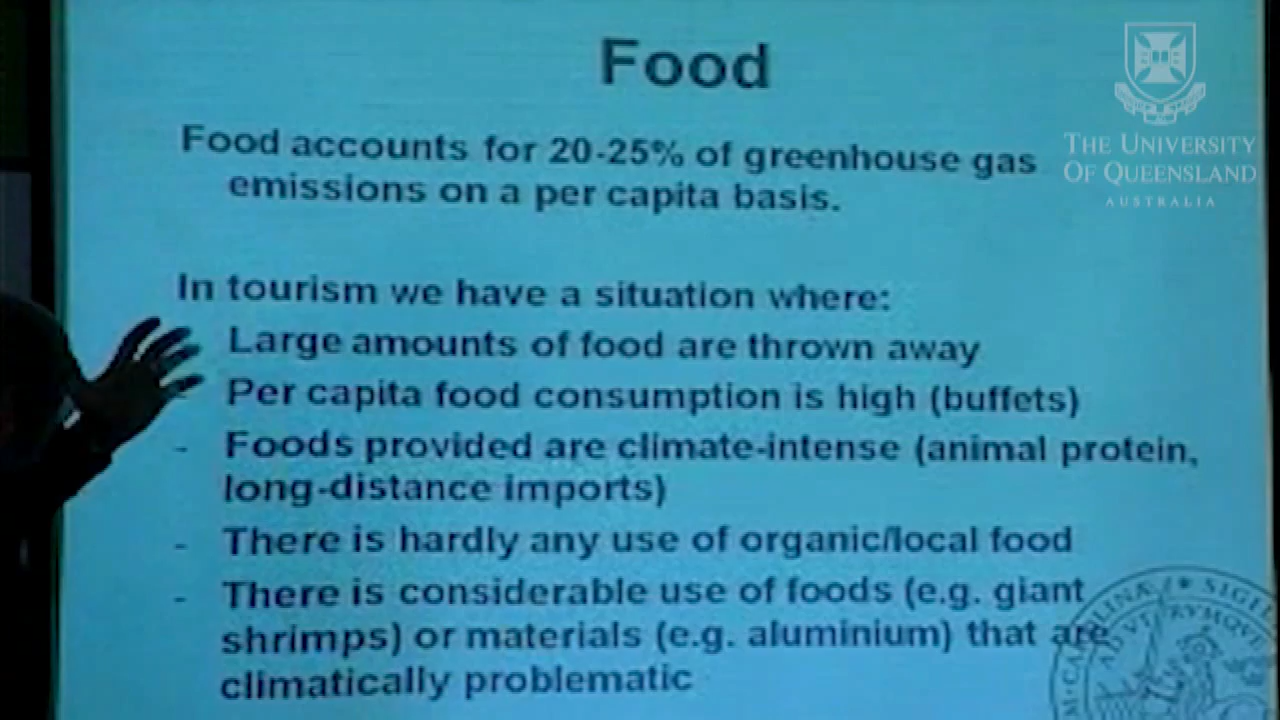 Food
THE UNIVERSITY
OF QUEENSLAND
AUSTRALIA
Food accounts for 20-25% of greenhouse gas
emissions on a per capita basis.
In tourism we have a situation where:
Large amounts of food are thrown away
Per capita food consumption is high (buffets)
- Foods provided are climate-intense (animal protein,
long-distance imports)
- There is hardly any use of organic/local food
- There is considerable use of foods (e.g. giant
shrimps) or materials (e.g. aluminium) that are
climatically problematic